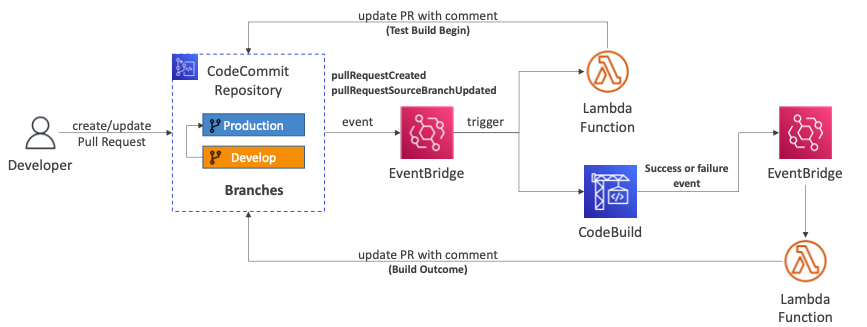 update PR with comment
(Test Build Begin)
CodeCommit
Repository
pullRequestCreated
pullRequestSourceBranchUpdated
Lambda
Function
create/update
Pull Request
Production
Develop
Branches
event
trigger
Developer
EventBridge
Success or failure
event
EventBridge
CodeBuild
update PR with comment
(Build Outcome)
Lambda
Function